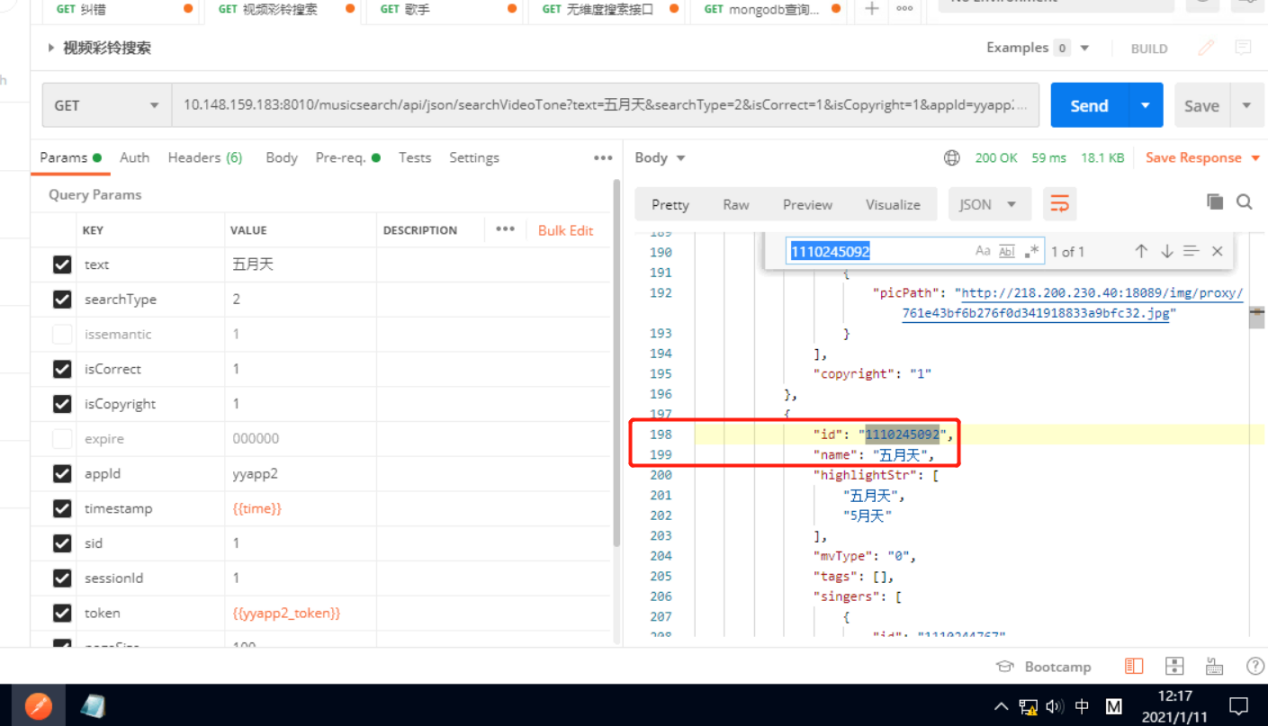 GET 纠错
GET 视频彩铃搜索
GET 歌手
GET 无维度搜索接口
GET mongodb查询...
视频彩铃搜索
Examples 0
BUILD
GET
10.148.159.183:8010/musicsearch/api/json/searchVideoTone?text=五月天&searchType=2&isCorrect=1&isCopyright=1&appId=yyapp2...
Send
Save
Params
Auth
Headers (6)
Body
Pre-req.
Tests
Settings
Query Params
KEY VALUE DESCRIPTION Bulk Edit
text 五月天
searchType 2
issemantic 1
isCorrect 1
isCopyright 1
expire 000000
appId yyapp2
timestamp {{time}}
sid 1
sessionId 1
token {{yyapp2_token}}
pageSize 100
Body
200 OK 59 ms 18.1 KB Save Response
Pretty Raw Preview Visualize JSON
1110245092 Aa Abl .* 1 of 1
189
190
191 {
192 "picPath": "http://218.200.230.40:18089/img/proxy/
761e43bf6b276f0d341918833a9bfc32.jpg"
193 }
194 ],
195 "copyright": "1"
196 },
197 {
198 "id": "1110245092",
199 "name": "五月天",
200 "highlightStr": [
201 "五月天",
202 "5月天"
203 ],
204 "mvType": "0",
205 "tags": [],
206 "singers": [
207 {
208 "id": "1110244767"
Bootcamp
中 M
12:17
2021/1/11